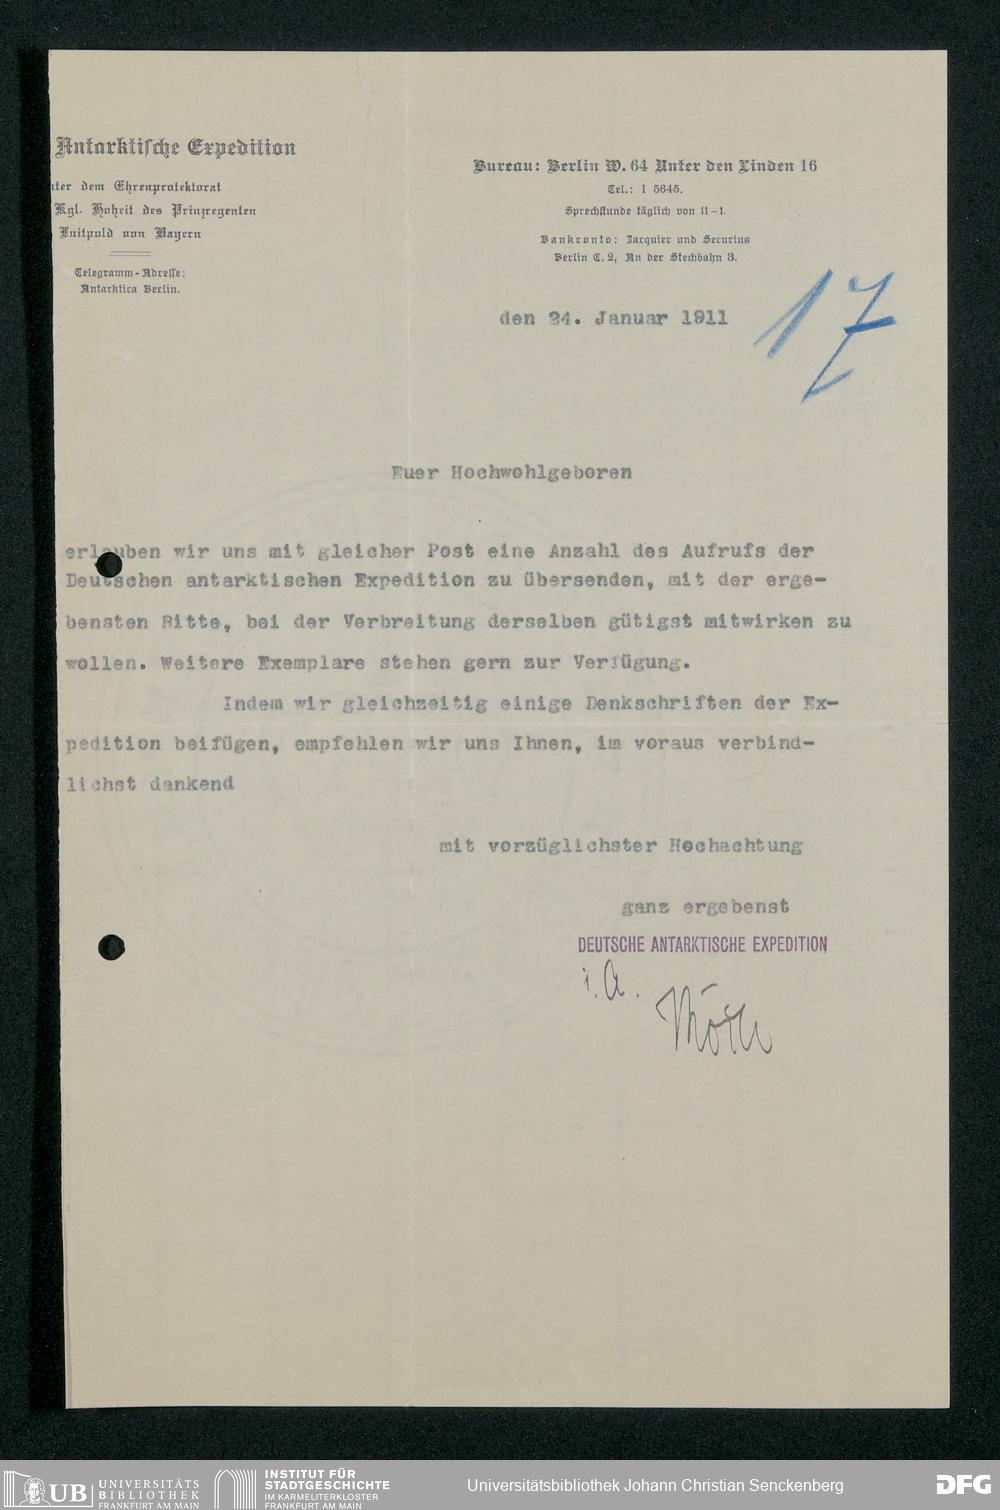 Antarktische Expedition
unter dem Ehrenprotektorat
Kgl. Hoheit des Prinzregenten
Luitpold von Bayern
Telegramm-Adresse:
Antarktica Berlin.
Bureau: Berlin W. 64 Unter den Linden 16
Tel.: I 5645.
Sprechstunde täglich von 11-1.
Bankconto: Jacquier und Securius
Berlin C. 2, An der Stechbahn 3.
den 24. Januar 1911
17
Euer Hochwohlgeboren
erlauben wir uns mit gleicher Post eine Anzahl des Aufrufs der
Deutschen antarktischen Expedition zu übersenden, mit der erge-
bensten Bitte, bei der Verbreitung derselben gütigst mitwirken zu
wollen. Weitere Exemplare stehen gern zur Verfügung.
Indem wir gleichzeitig einige Denkschriften der Ex-
pedition beifügen, empfehlen wir uns Ihnen, im voraus verbind-
lichst dankend
mit vorzüglichster Hochachtung
ganz ergebenst
DEUTSCHE ANTARKTISCHE EXPEDITION
i. A.
UB UNIVERSITÄTS
BIBLIOTHEK
FRANKFURT AM MAIN
INSTITUT FÜR
STADTGESCHICHTE
IM KARMELITERKLOSTER
FRANKFURT AM MAIN
Universitätsbibliothek Johann Christian Senckenberg
DFG